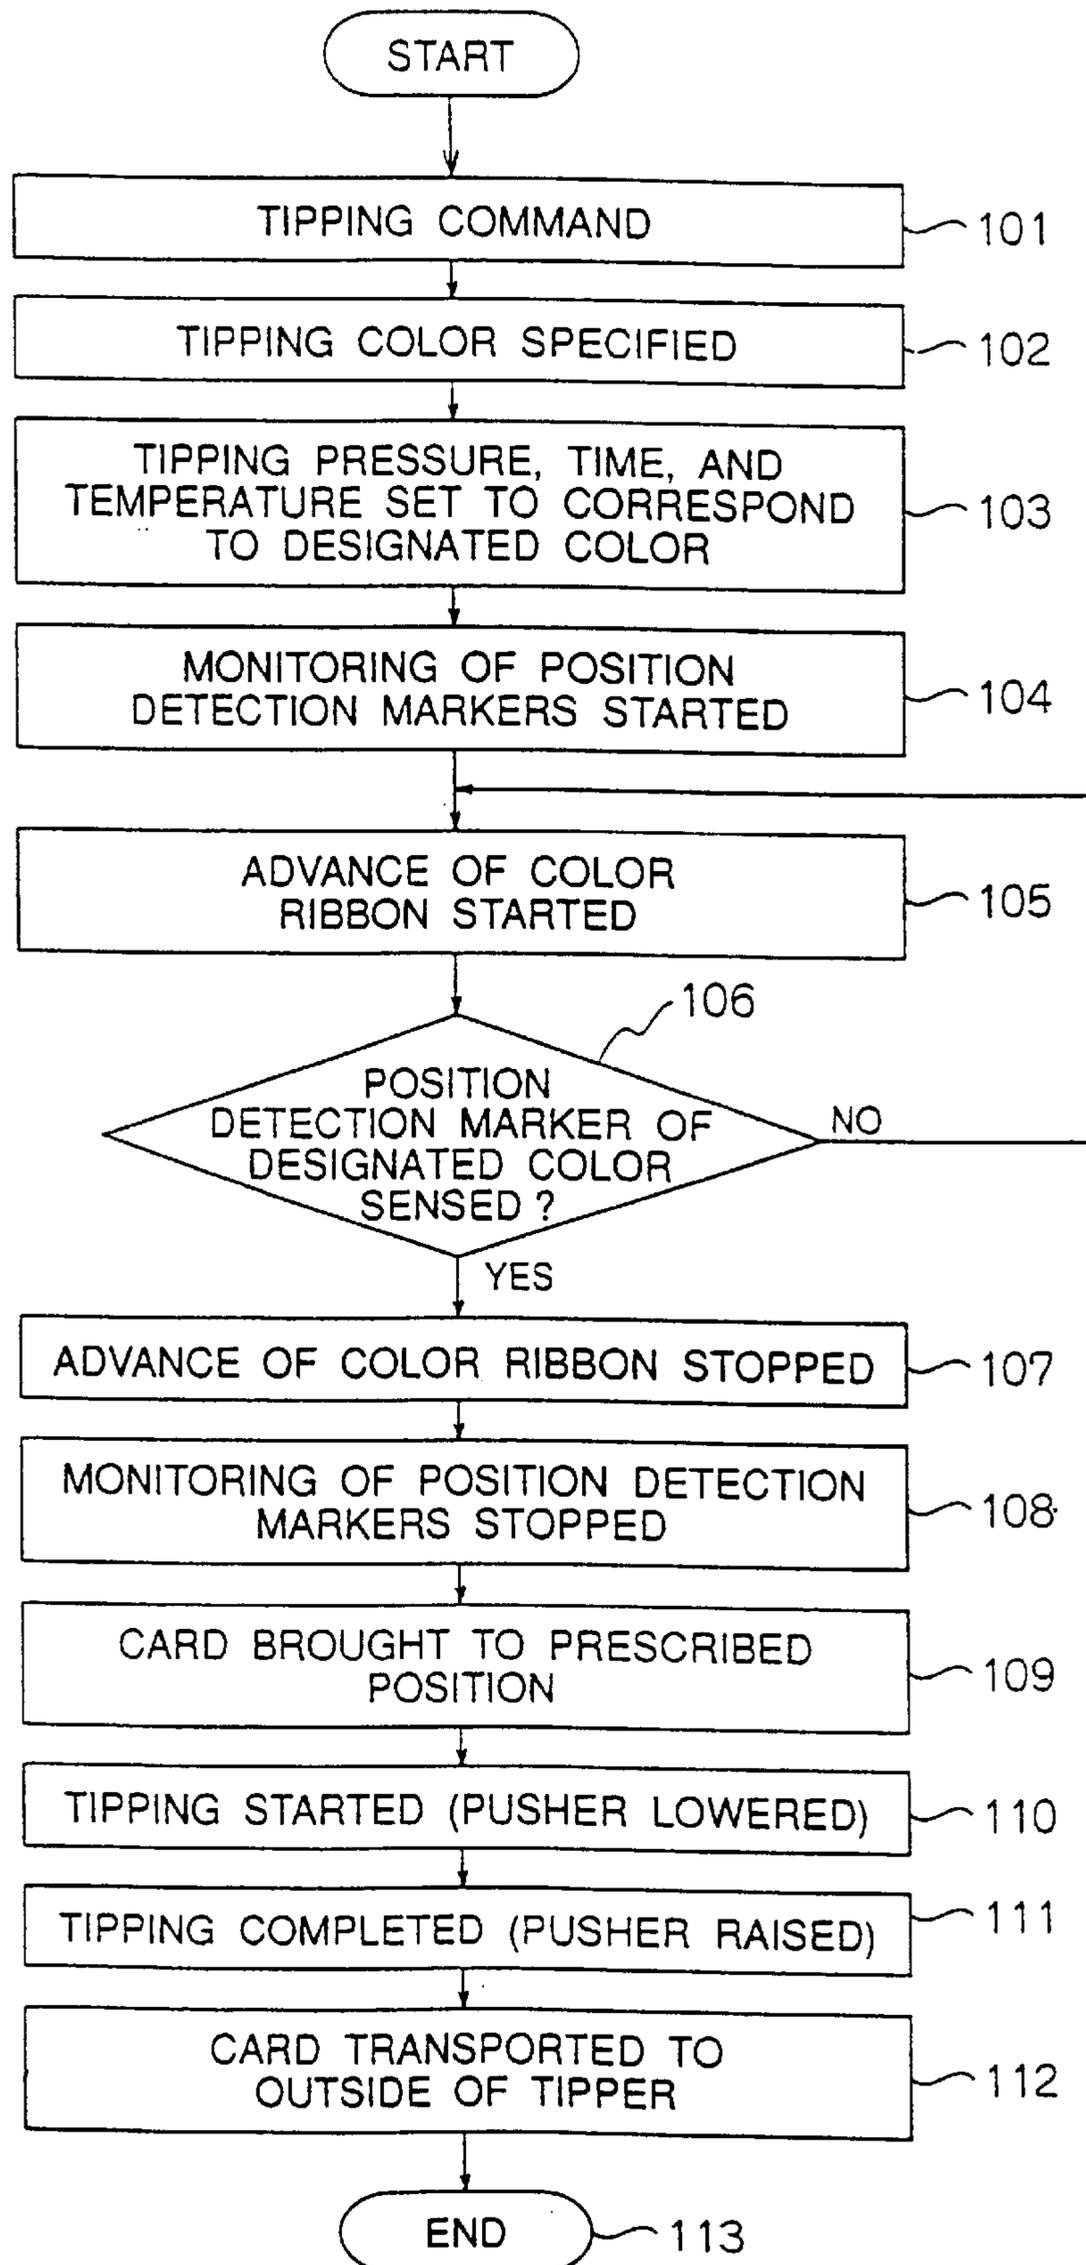 START
TIPPING COMMAND
101
TIPPING COLOR SPECIFIED
102
TIPPING PRESSURE, TIME, AND
TEMPERATURE SET TO CORRESPOND
TO DESIGNATED COLOR
103
MONITORING OF POSITION
DETECTION MARKERS STARTED
104
ADVANCE OF COLOR
RIBBON STARTED
105
106
POSITION
DETECTION MARKER OF
DESIGNATED COLOR
SENSED ?
NO
YES
ADVANCE OF COLOR RIBBON STOPPED
107
MONITORING OF POSITION DETECTION
MARKERS STOPPED
108
CARD BROUGHT TO PRESCRIBED
POSITION
109
TIPPING STARTED (PUSHER LOWERED)
110
TIPPING COMPLETED (PUSHER RAISED)
111
CARD TRANSPORTED TO
OUTSIDE OF TIPPER
112
END
113